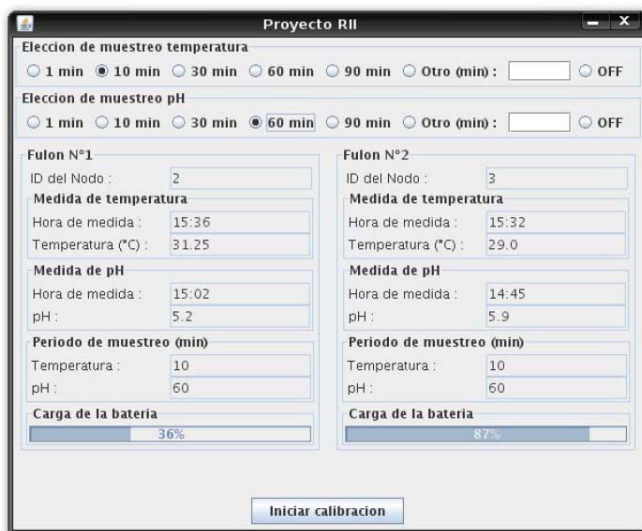 Proyecto RII
Eleccion de muestreo temperatura
1 min 10 min 30 min 60 min 90 min Otro (min) : OFF
Eleccion de muestreo pH
1 min 10 min 30 min 60 min 90 min Otro (min) : OFF
Fulon N°1
ID del Nodo : 2
Medida de temperatura
Hora de medida : 15:36
Temperatura (°C) : 31.25
Medida de pH
Hora de medida : 15:02
pH : 5.2
Periodo de muestreo (min)
Temperatura : 10
pH : 60
Carga de la bateria
36%
Fulon N°2
ID del Nodo : 3
Medida de temperatura
Hora de medida : 15:32
Temperatura (°C) : 29.0
Medida de pH
Hora de medida : 14:45
pH : 5.9
Periodo de muestreo (min)
Temperatura : 10
pH : 60
Carga de la bateria
87%
Iniciar calibracion